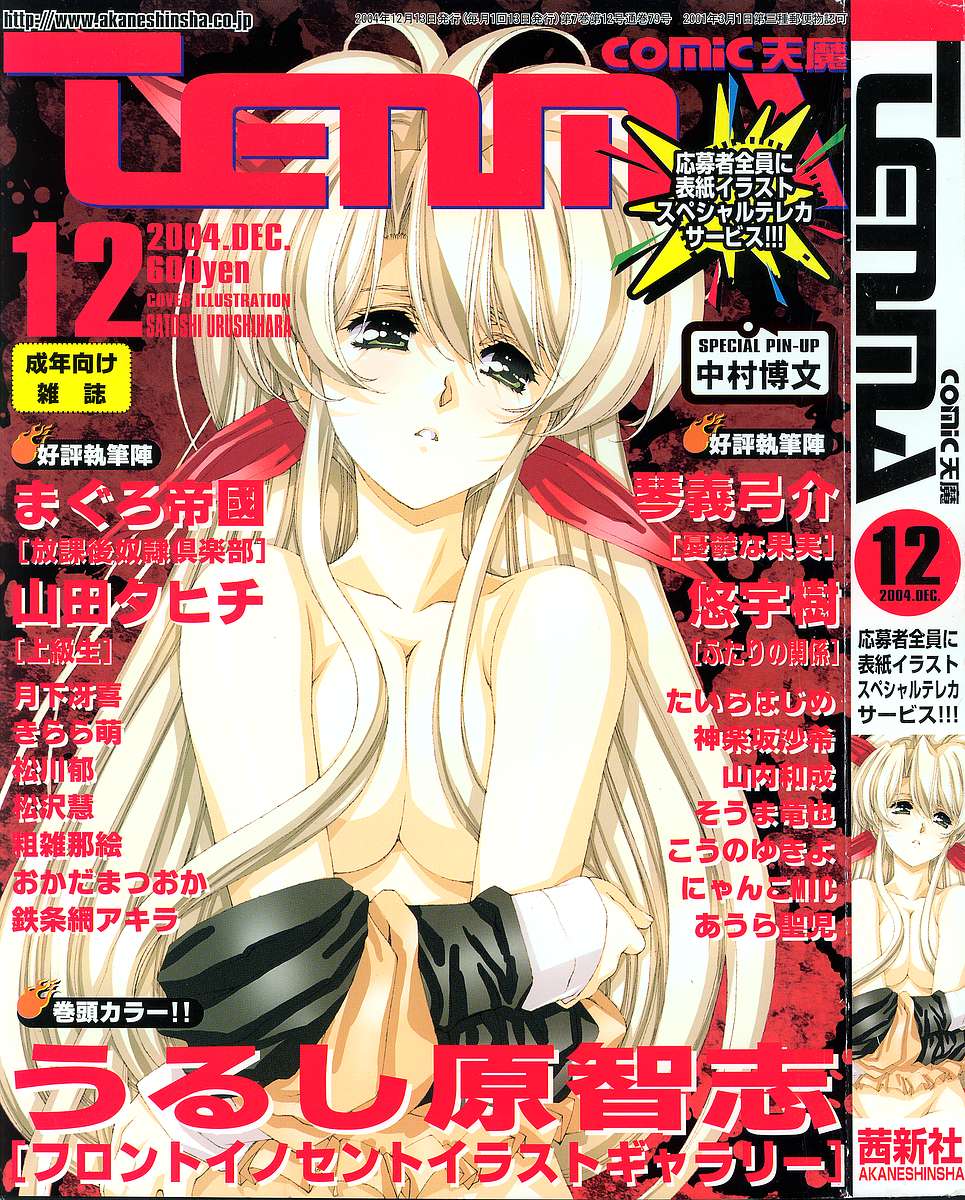 http://www.akaneshinsha.co.jp
2004年12月13日発行(毎月1回13日発行)第7巻第12号通巻79号 2001年3月1日第三種郵便物認可
COMIC 天魔
TENMA
応募者全員に
表紙イラスト
スペシャルテレカ
サービス!!!
12
2004.DEC.
600yen
COVER ILLUSTRATION
SATOSHI URUSHIHARA
成年向け
雑誌
SPECIAL PIN-UP
中村博文
好評執筆陣
まぐろ帝國
[放課後奴隷倶楽部]
山田タヒチ
[上級生]
月下冴喜
きらら萌
松川郁
松沢慧
粗雑那絵
おかだまつおか
鉄条網アキラ
好評執筆陣
琴義弓介
[憂鬱な果実]
悠宇樹
[ふたりの関係]
たいらはじめ
神楽坂沙希
山内和成
そうま竜也
こうのゆきよ
にゃんこMIC
あうら聖児
巻頭カラー!!
うるし原智志
[フロントイノセントイラストギャラリー]
TENMA
COMIC 天魔
12
2004.DEC.
応募者全員に
表紙イラスト
スペシャルテレカ
サービス!!!
茜新社
AKANESHINSHA